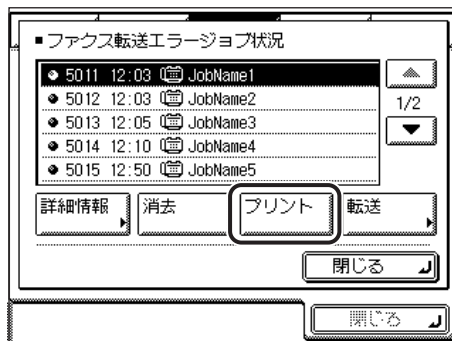 ■ファクス転送エラージョブ状況
5011 12:03 JobName1
5012 12:03 JobName2
5013 12:05 JobName3
5014 12:10 JobName4
5015 12:50 JobName5
1/2
詳細情報 消去 プリント 転送
閉じる
閉じる